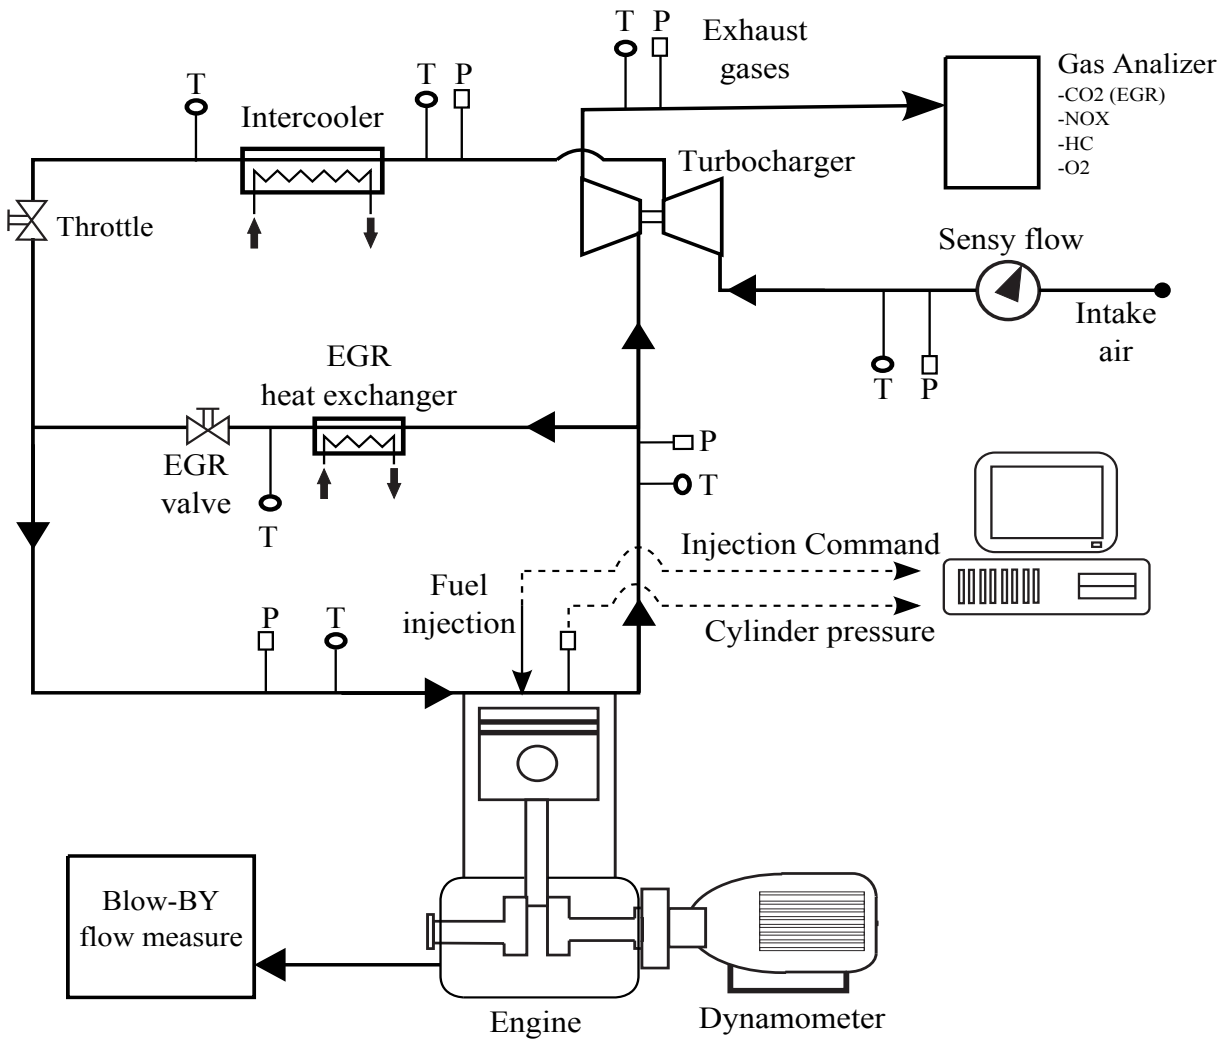 T P Exhaust
gases
Gas Analizer
-CO2 (EGR)
-NOX
-HC
-O2
T
T P
Intercooler
Turbocharger
Throttle
Sensy flow
Intake
air
T P
EGR
heat exchanger
P
T
EGR
valve
T
Injection Command
Fuel
injection
Cylinder pressure
P T
Blow-BY
flow measure
Engine
Dynamometer